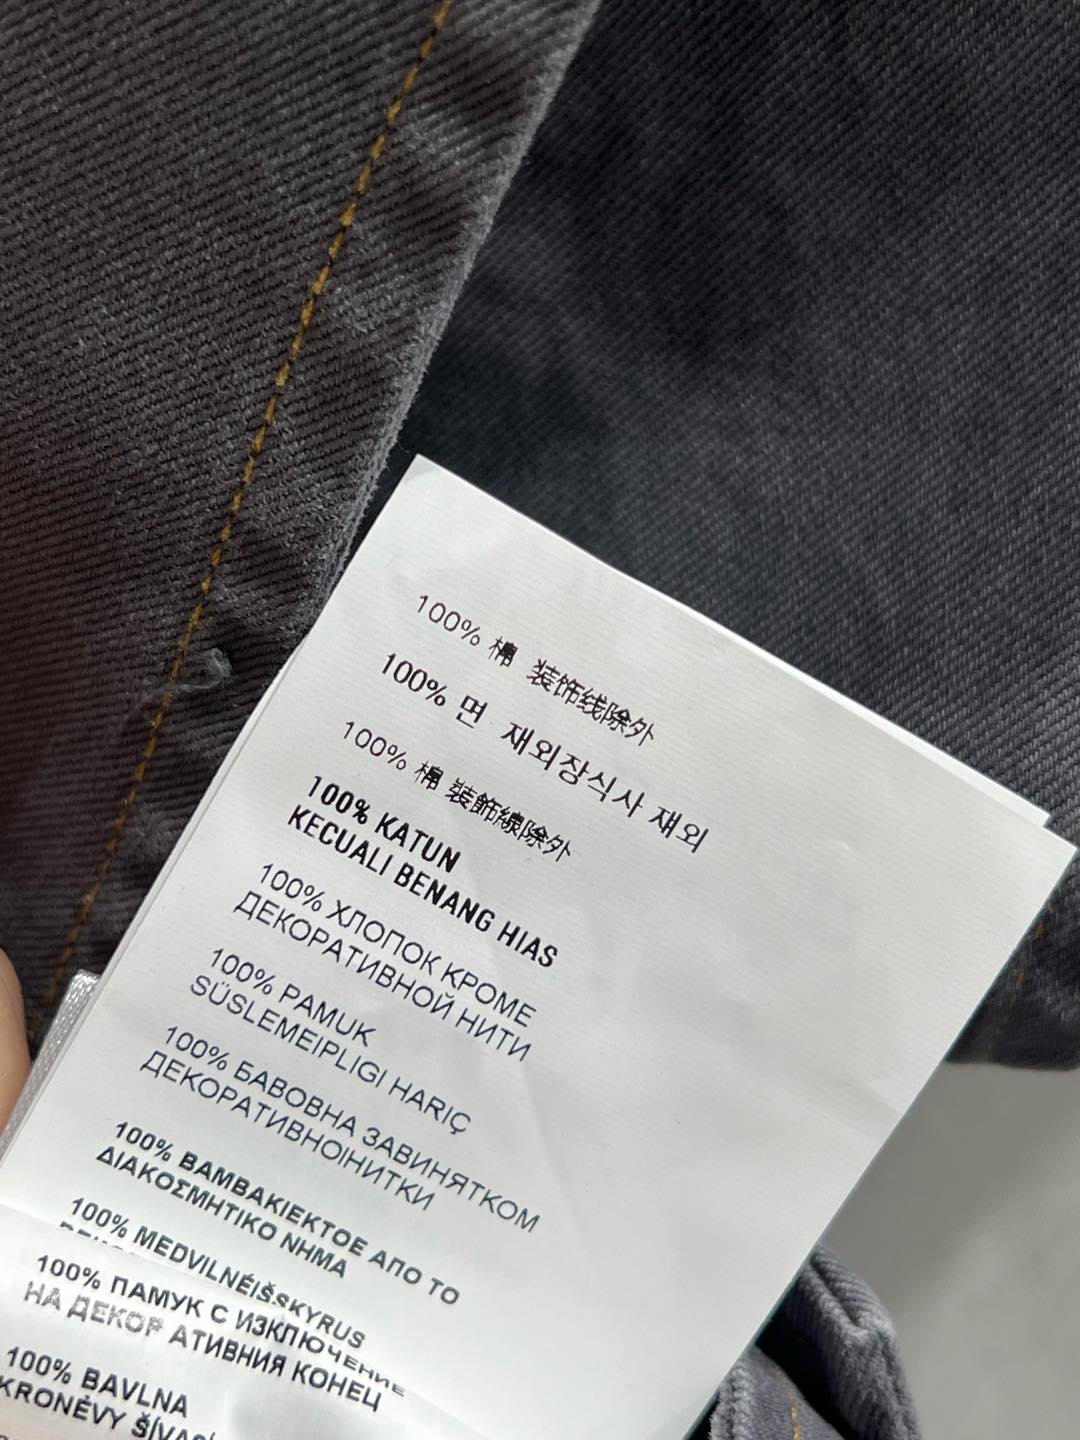 100% 棉 装饰线除外
100% 면 재외장식사 재외
100% 棉 裝飾線除外
100% KATUN
KECUALI BENANG HIAS
100% ХЛОПОК КРОМЕ
ДЕКОРАТИВНОЙ НИТИ
100% PAMUK
SÜSLEMEIPLIGI HARIÇ
100% БАВОВНА ЗАВИНЯТКОМ
ДЕКОРАТИВНОІНИТКИ
100% ΒΑΜΒΑΚΙΕΚΤΟΕ ΑΠΟ ΤΟ
ΔΙΑΚΟΣΜΗΤΙΚΟ ΝΗΜΑ
100% MEDVILNÉIŠSKYRUS
100% ПАМУК С ИЗКЛЮЧЕНИЕ
НА ДЕКОР АТИВНИЯ КОНЕЦ
100% BAVLNA